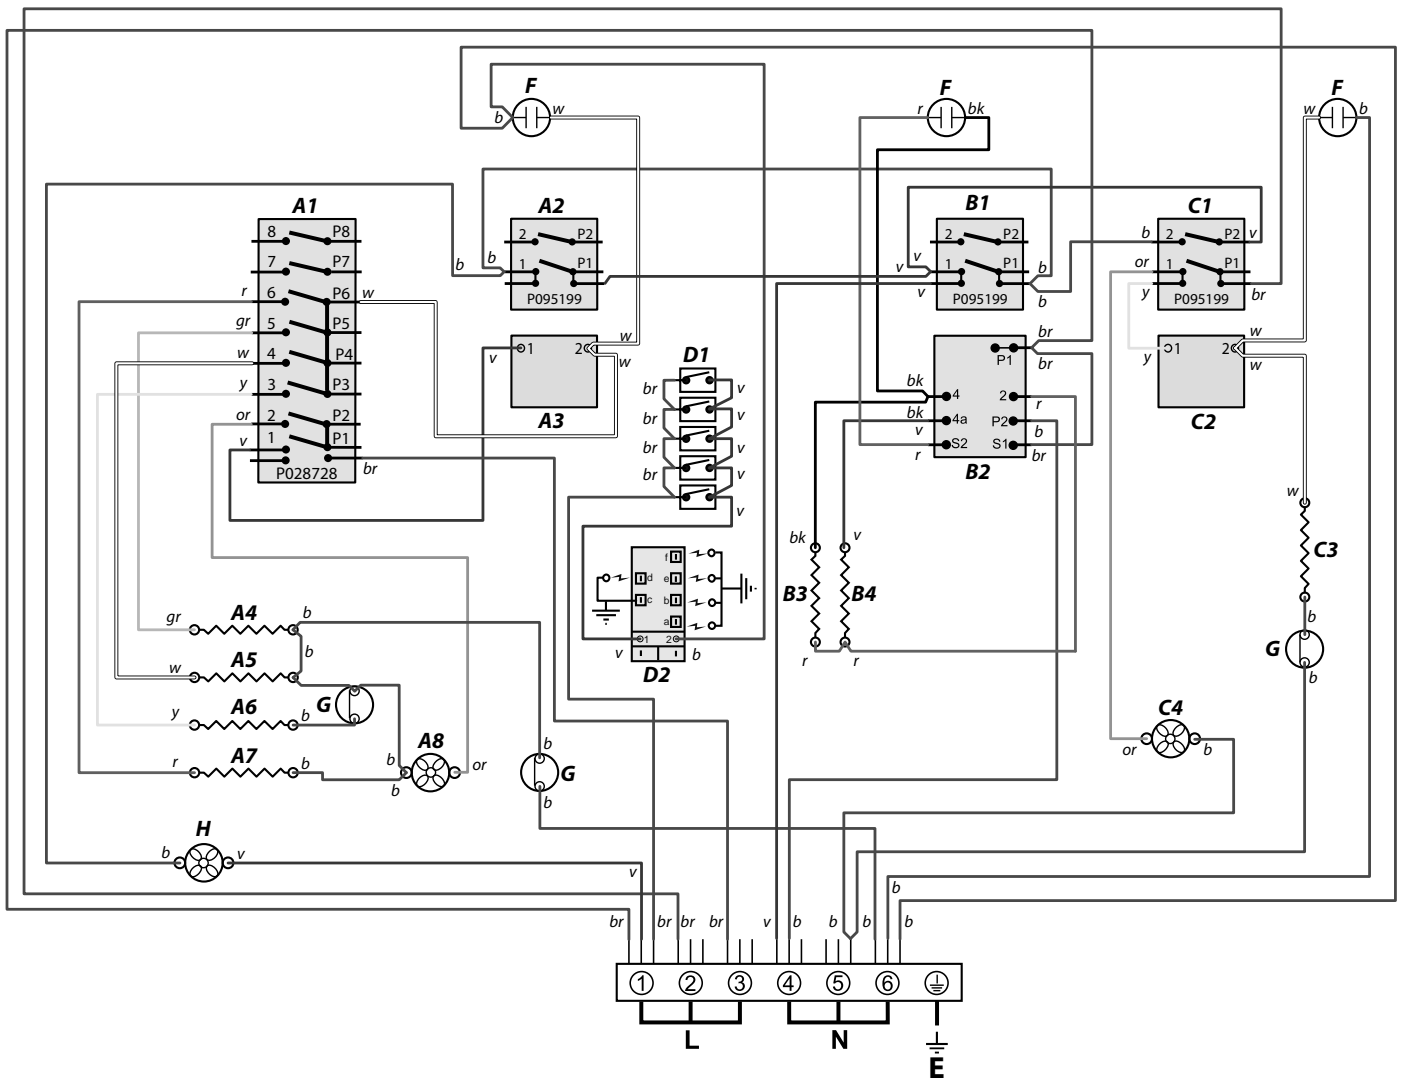 F F F
b w r bk w b
A1 A2 B1 C1
8 P8
7 P7
6 P6
5 P5
4 P4
3 P3
2 P2
1 P1
P028728
r gr w y or v
w br
b b
2 P2
1 P1
P095199
v v v
2 P2
1 P1
P095199
b b
b or y
2 P2
1 P1
P095199
v br
v 1 2 w w
A3
D1
br v
br v
br v
br v
v
P1 br br
bk 4 2 r
bk 4a P2 b
v
r S2 S1 br
B2
y 1 2 w w
C2
w
C3
b
G
b
f
d e
c b
a
1 2
v b
D2
bk v
B3 B4
r r
gr A4 b
w A5 b
y A6 b G
r A7 b
A8
b b or
b
G
b
C4
or b
H
b v
v
br br br br v b b b b b
1 2 3 4 5 6
L N
E